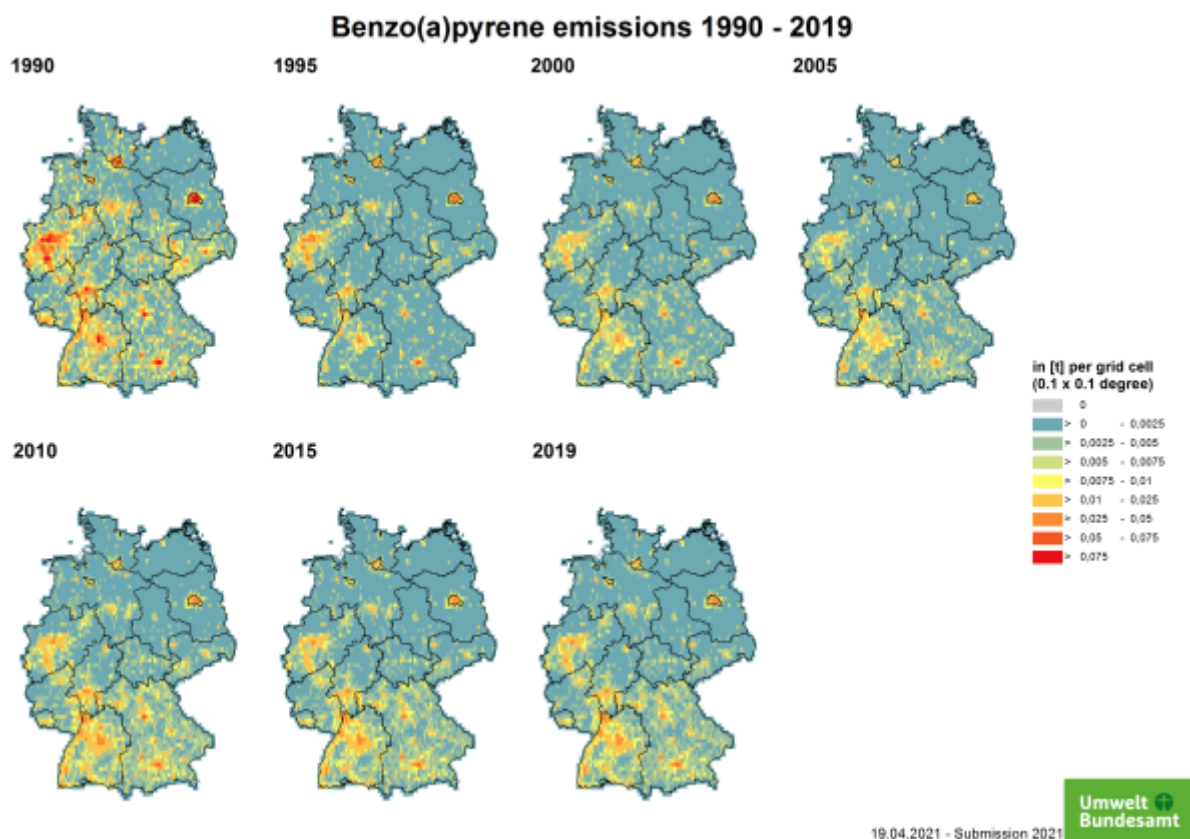 Benzo(a)pyrene emissions 1990 - 2019
1990
1995
2000
2005
in [t] per grid cell
(0.1 x 0.1 degree)
0
> 0 - 0,0025
> 0,0025 - 0,005
> 0,005 - 0,0075
> 0,0075 - 0,01
> 0,01 - 0,025
> 0,025 - 0,05
> 0,05 - 0,075
> 0,075
2010
2015
2019
Umwelt
Bundesamt
19.04.2021 - Submission 2021